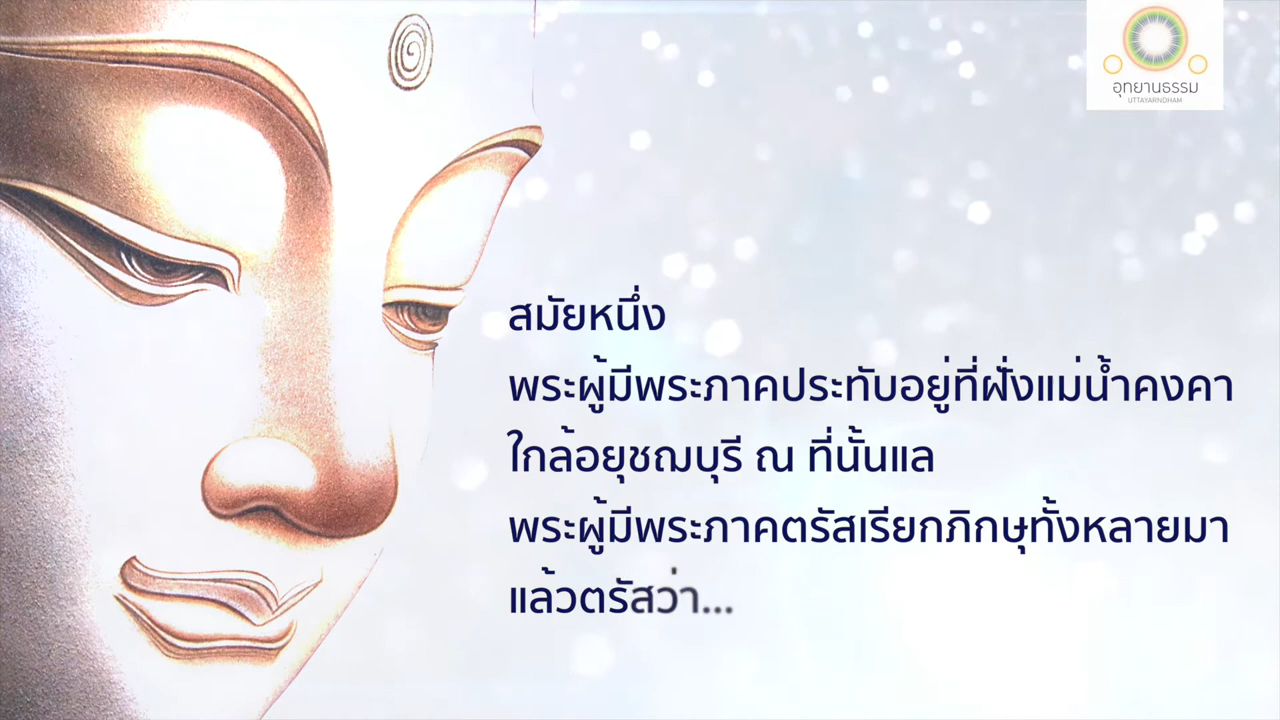 อุทยานธรรม
UTTAYARNDHAM
สมัยหนึ่ง
พระผู้มีพระภาคประทับอยู่ที่ฝั่งแม่น้ำคงคา
ใกล้อยุชฌบุรี ณ ที่นั้นแล
พระผู้มีพระภาคตรัสเรียกภิกษุทั้งหลายมา
แล้วตรัสว่า...